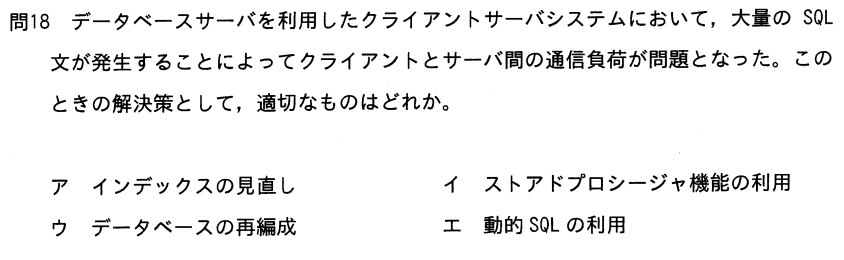 問18 データベースサーバを利用したクライアントサーバシステムにおいて，大量の SQL
文が発生することによってクライアントとサーバ間の通信負荷が問題となった。この
ときの解決策として，適切なものはどれか。
ア インデックスの見直し イ ストアドプロシージャ機能の利用
ウ データベースの再編成 エ 動的 SQL の利用